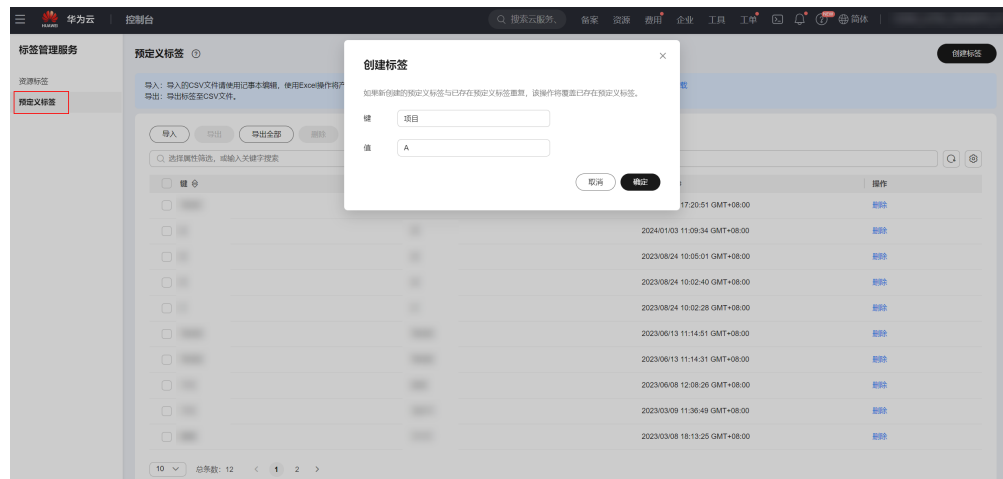 HUAWEI 华为云 控制台 搜索云服务、 备案 资源 费用 企业 工具 工单 NEW 简体
标签管理服务
资源标签
预定义标签
预定义标签
创建标签
导入：导入的CSV文件请使用记事本编辑，使用Excel操作将产
导出：导出标签至CSV文件。
导入 导出 导出全部 删除
选择属性筛选，或输入关键字搜索
创建标签
如果新创建的预定义标签与已存在预定义标签重复，该操作将覆盖已存在预定义标签。
键 项目
值 A
取消 确定
键 操作
17:20:51 GMT+08:00 删除
2024/01/03 11:09:34 GMT+08:00 删除
2023/08/24 10:05:01 GMT+08:00 删除
2023/08/24 10:02:40 GMT+08:00 删除
2023/08/24 10:02:28 GMT+08:00 删除
2023/06/13 11:14:51 GMT+08:00 删除
2023/06/13 11:14:31 GMT+08:00 删除
2023/06/08 12:08:26 GMT+08:00 删除
2023/03/09 11:36:49 GMT+08:00 删除
2023/03/08 18:13:25 GMT+08:00 删除
10 总条数：12 < 1 2 >